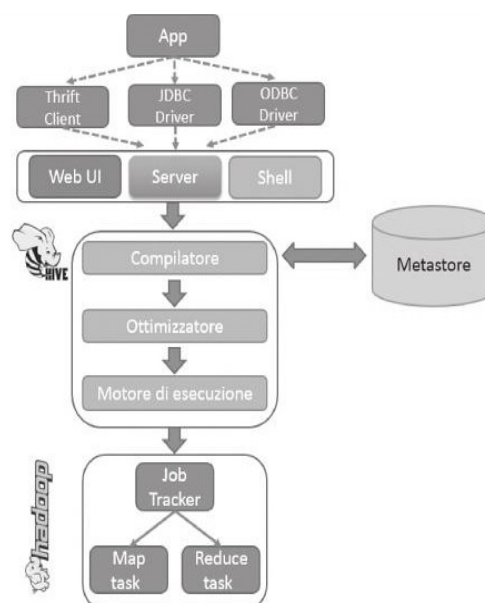 App
Thrift
Client
JDBC
Driver
ODBC
Driver
Web UI
Server
Shell
HIVE
Compilatore
Metastore
Ottimizzatore
Motore di esecuzione
hadoop
Job
Tracker
Map
task
Reduce
task